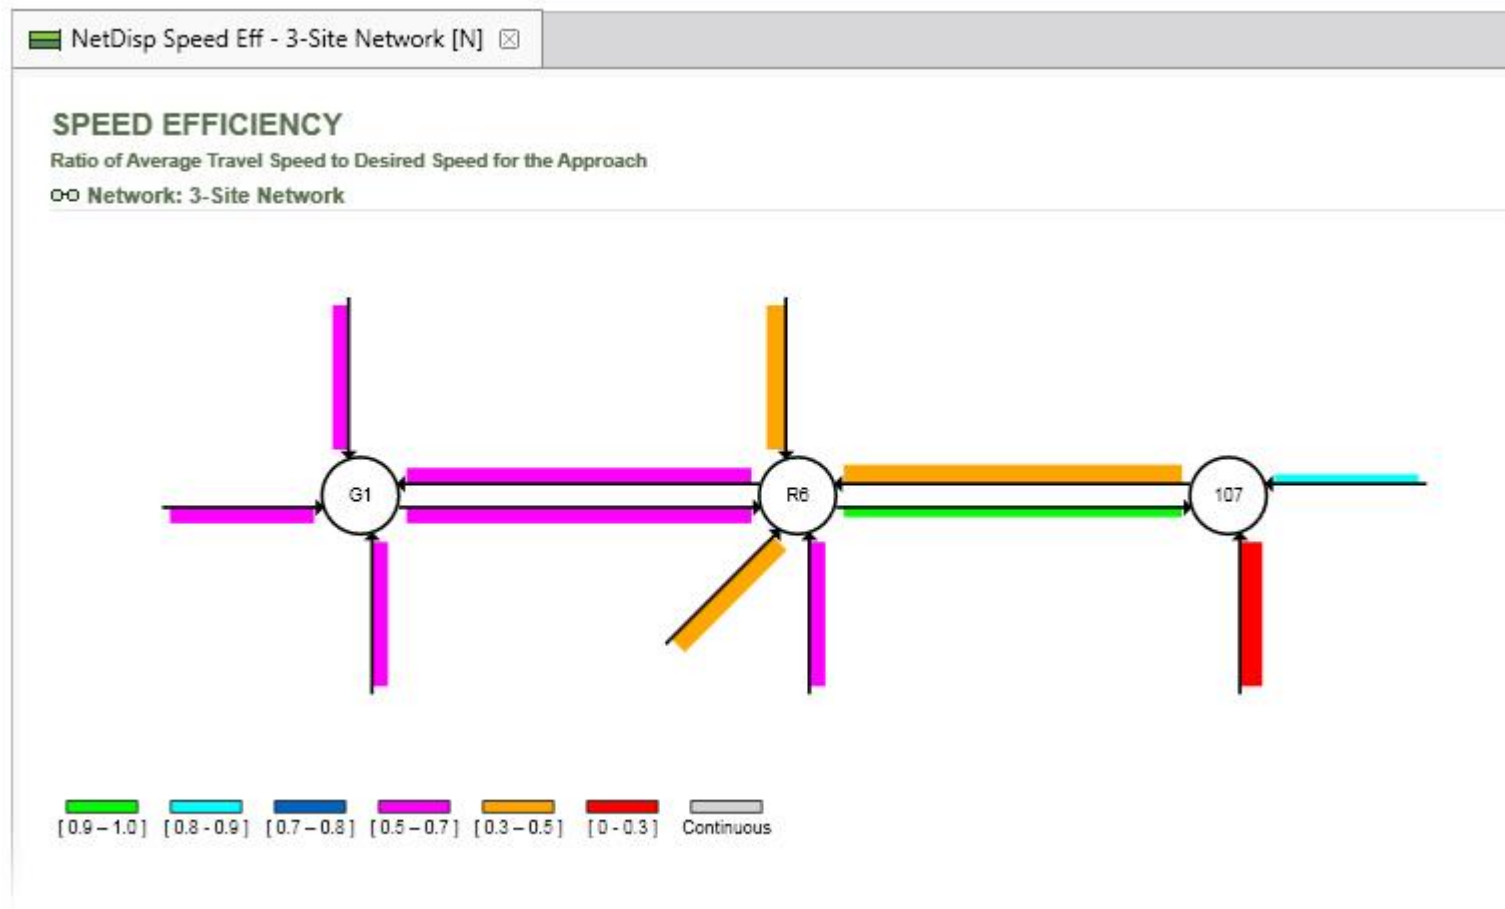 NetDisp Speed Eff - 3-Site Network [N]
SPEED EFFICIENCY
Ratio of Average Travel Speed to Desired Speed for the Approach
Network: 3-Site Network
G1 R6 107
[ 0.9 – 1.0 ] [ 0.8 - 0.9 ] [ 0.7 – 0.8 ] [ 0.5 – 0.7 ] [ 0.3 – 0.5 ] [ 0 - 0.3 ] Continuous